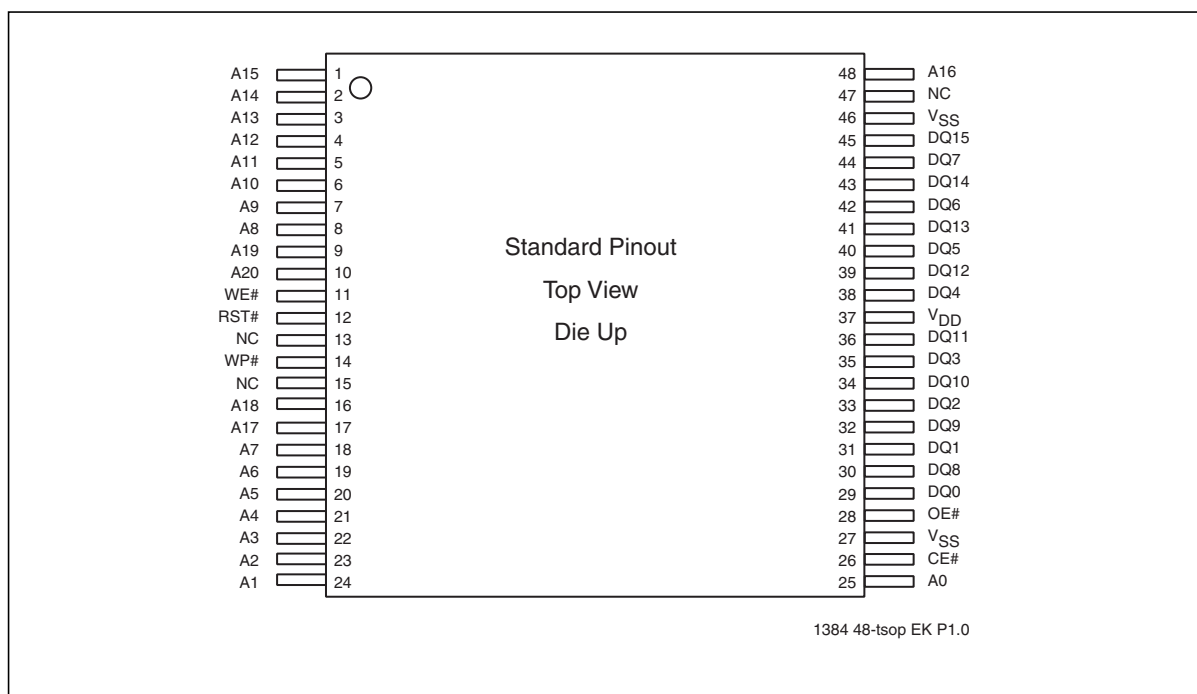 A15 1
A14 2
A13 3
A12 4
A11 5
A10 6
A9 7
A8 8
A19 9
A20 10
WE# 11
RST# 12
NC 13
WP# 14
NC 15
A18 16
A17 17
A7 18
A6 19
A5 20
A4 21
A3 22
A2 23
A1 24
Standard Pinout
Top View
Die Up
48 A16
47 NC
46 VSS
45 DQ15
44 DQ7
43 DQ14
42 DQ6
41 DQ13
40 DQ5
39 DQ12
38 DQ4
37 VDD
36 DQ11
35 DQ3
34 DQ10
33 DQ2
32 DQ9
31 DQ1
30 DQ8
29 DQ0
28 OE#
27 VSS
26 CE#
25 A0
1384 48-tsop EK P1.0